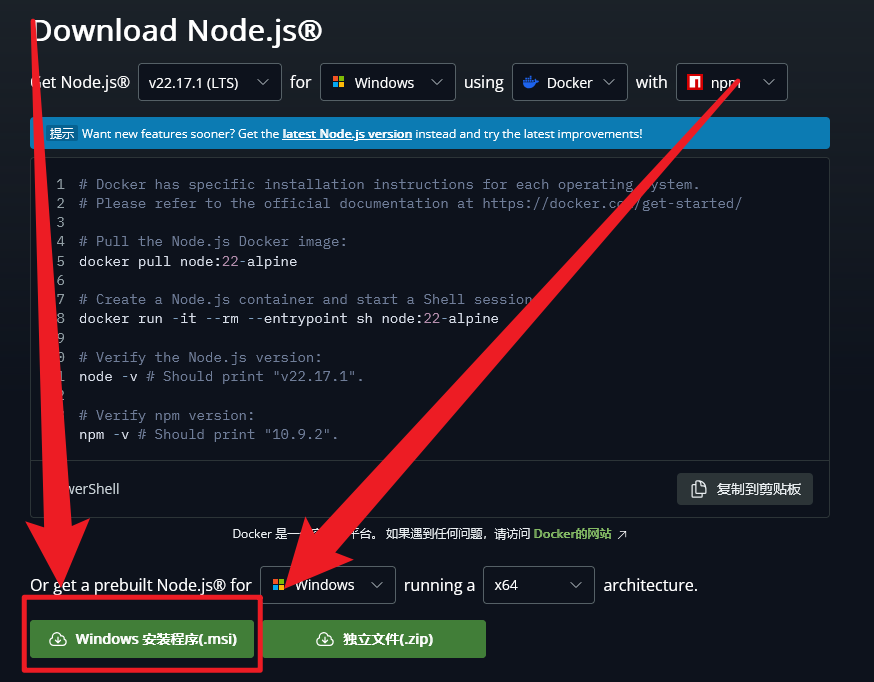 Download Node.js®
Get Node.js® v22.17.1 (LTS) for Windows using Docker with npm
提示 Want new features sooner? Get the latest Node.js version instead and try the latest improvements!
1 # Docker has specific installation instructions for each operating system.
2 # Please refer to the official documentation at https://docker.com/get-started/
3
4 # Pull the Node.js Docker image:
5 docker pull node:22-alpine
6
7 # Create a Node.js container and start a Shell session
8 docker run -it --rm --entrypoint sh node:22-alpine
9
0 # Verify the Node.js version:
1 node -v # Should print "v22.17.1".
2
# Verify npm version:
npm -v # Should print "10.9.2".
werShell 复制到剪贴板
Docker 是一 平台。 如果遇到任何问题，请访问 Docker的网站
Or get a prebuilt Node.js® for Windows running a x64 architecture.
Windows 安装程序(.msi) 独立文件(.zip)